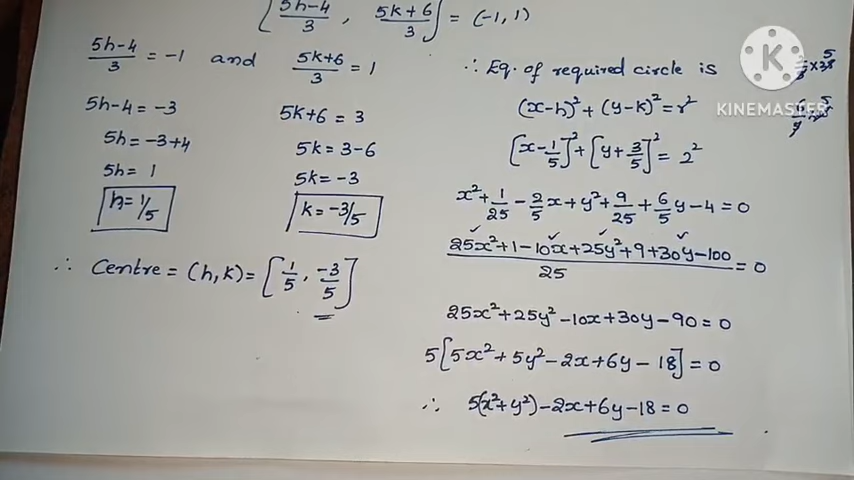 [5h-4/3 , 5k+6/3] = (-1, 1)
5h-4/3 = -1 and 5k+6/3 = 1
5h-4 = -3
5k+6 = 3
5h = -3+4
5k = 3-6
5h = 1
5k = -3
h = 1/5
k = -3/5
∴ Centre = (h, k) = [1/5 , -3/5]
∴ Eq. of required circle is
(x-h)² + (y-k)² = r²
[x-1/5]² + [y+3/5]² = 2²
x² + 1/25 - 2/5x + y² + 9/25 + 6/5y - 4 = 0
25x²+1-10x+25y²+9+30y-100/25 = 0
25x²+25y²-10x+30y-90 = 0
5[5x²+5y²-2x+6y-18] = 0
∴ 5(x²+y²)-2x+6y-18 = 0
K
KINEMASTER